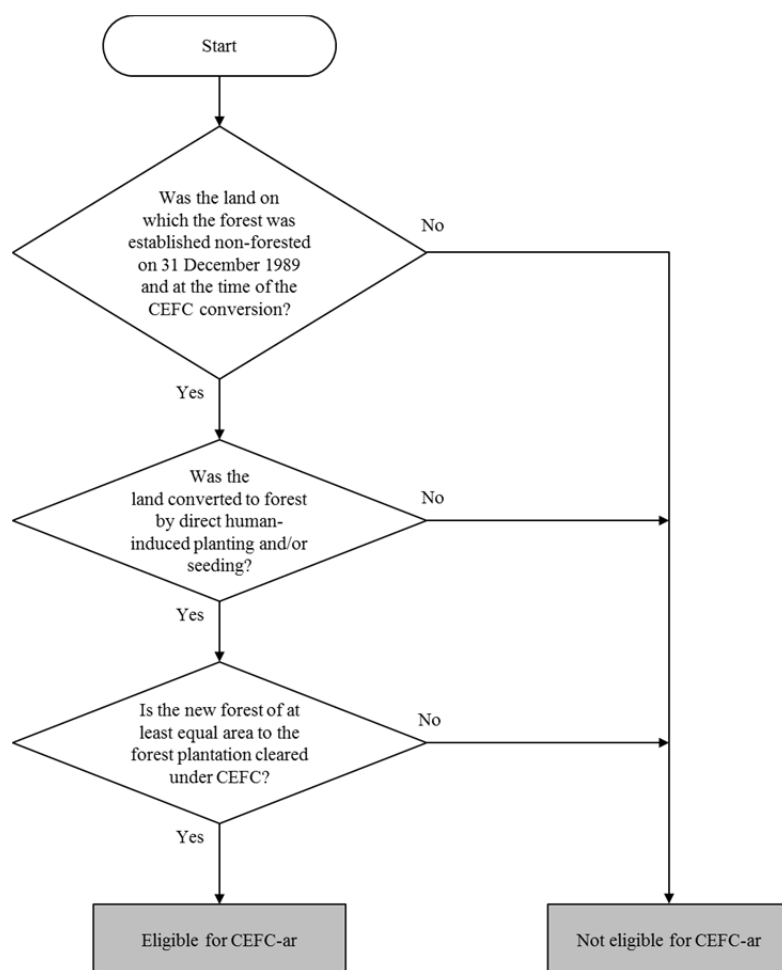 Start
Was the land on
which the forest was
established non-forested
on 31 December 1989
and at the time of the
CEFC conversion?
No
Yes
Was the
land converted to forest
by direct human-
induced planting and/or
seeding?
No
Yes
Is the new forest of at
least equal area to the
forest plantation cleared
under CEFC?
No
Yes
Eligible for CEFC-ar
Not eligible for CEFC-ar